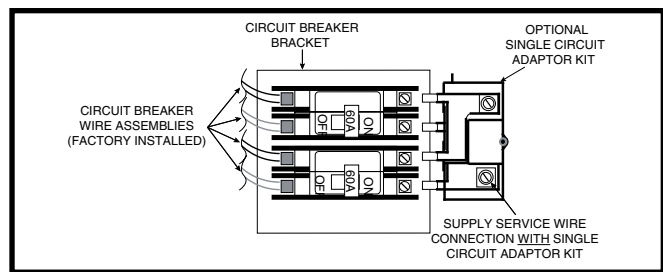 CIRCUIT BREAKER
BRACKET
OPTIONAL
SINGLE CIRCUIT
ADAPTOR KIT
CIRCUIT BREAKER
WIRE ASSEMBLIES
(FACTORY INSTALLED)
OFF
60A
ON
OFF
60A
ON
SUPPLY SERVICE WIRE
CONNECTION WITH SINGLE
CIRCUIT ADAPTOR KIT